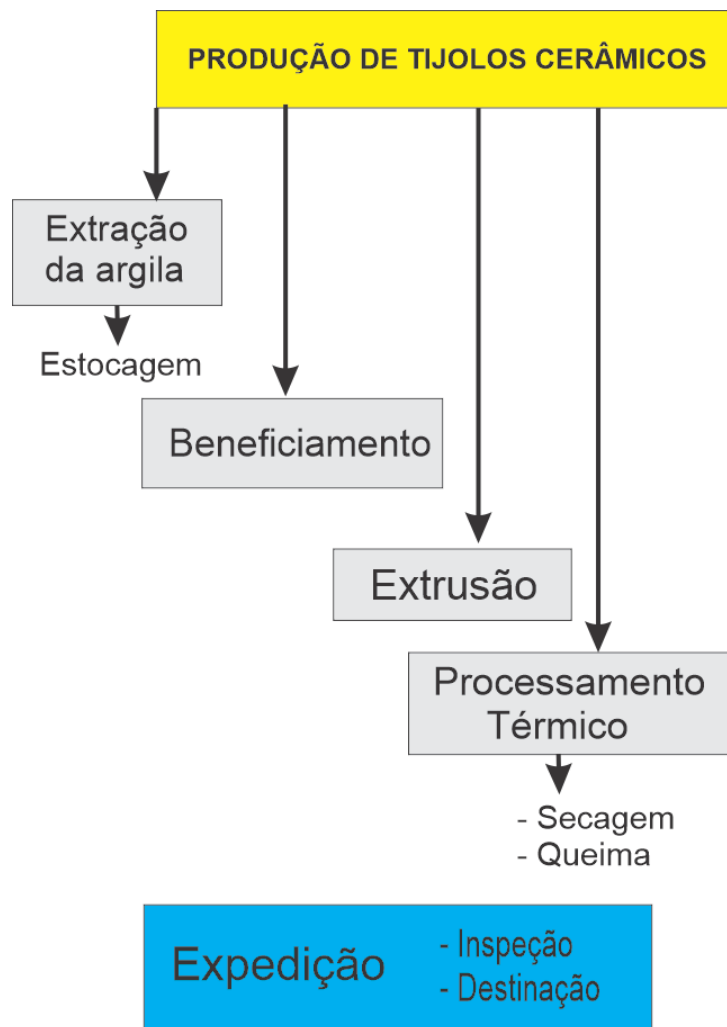 PRODUÇÃO DE TIJOLOS CERÂMICOS
Extração
da argila
Estocagem
Beneficiamento
Extrusão
Processamento
Térmico
- Secagem
- Queima
Expedição
- Inspeção
- Destinação